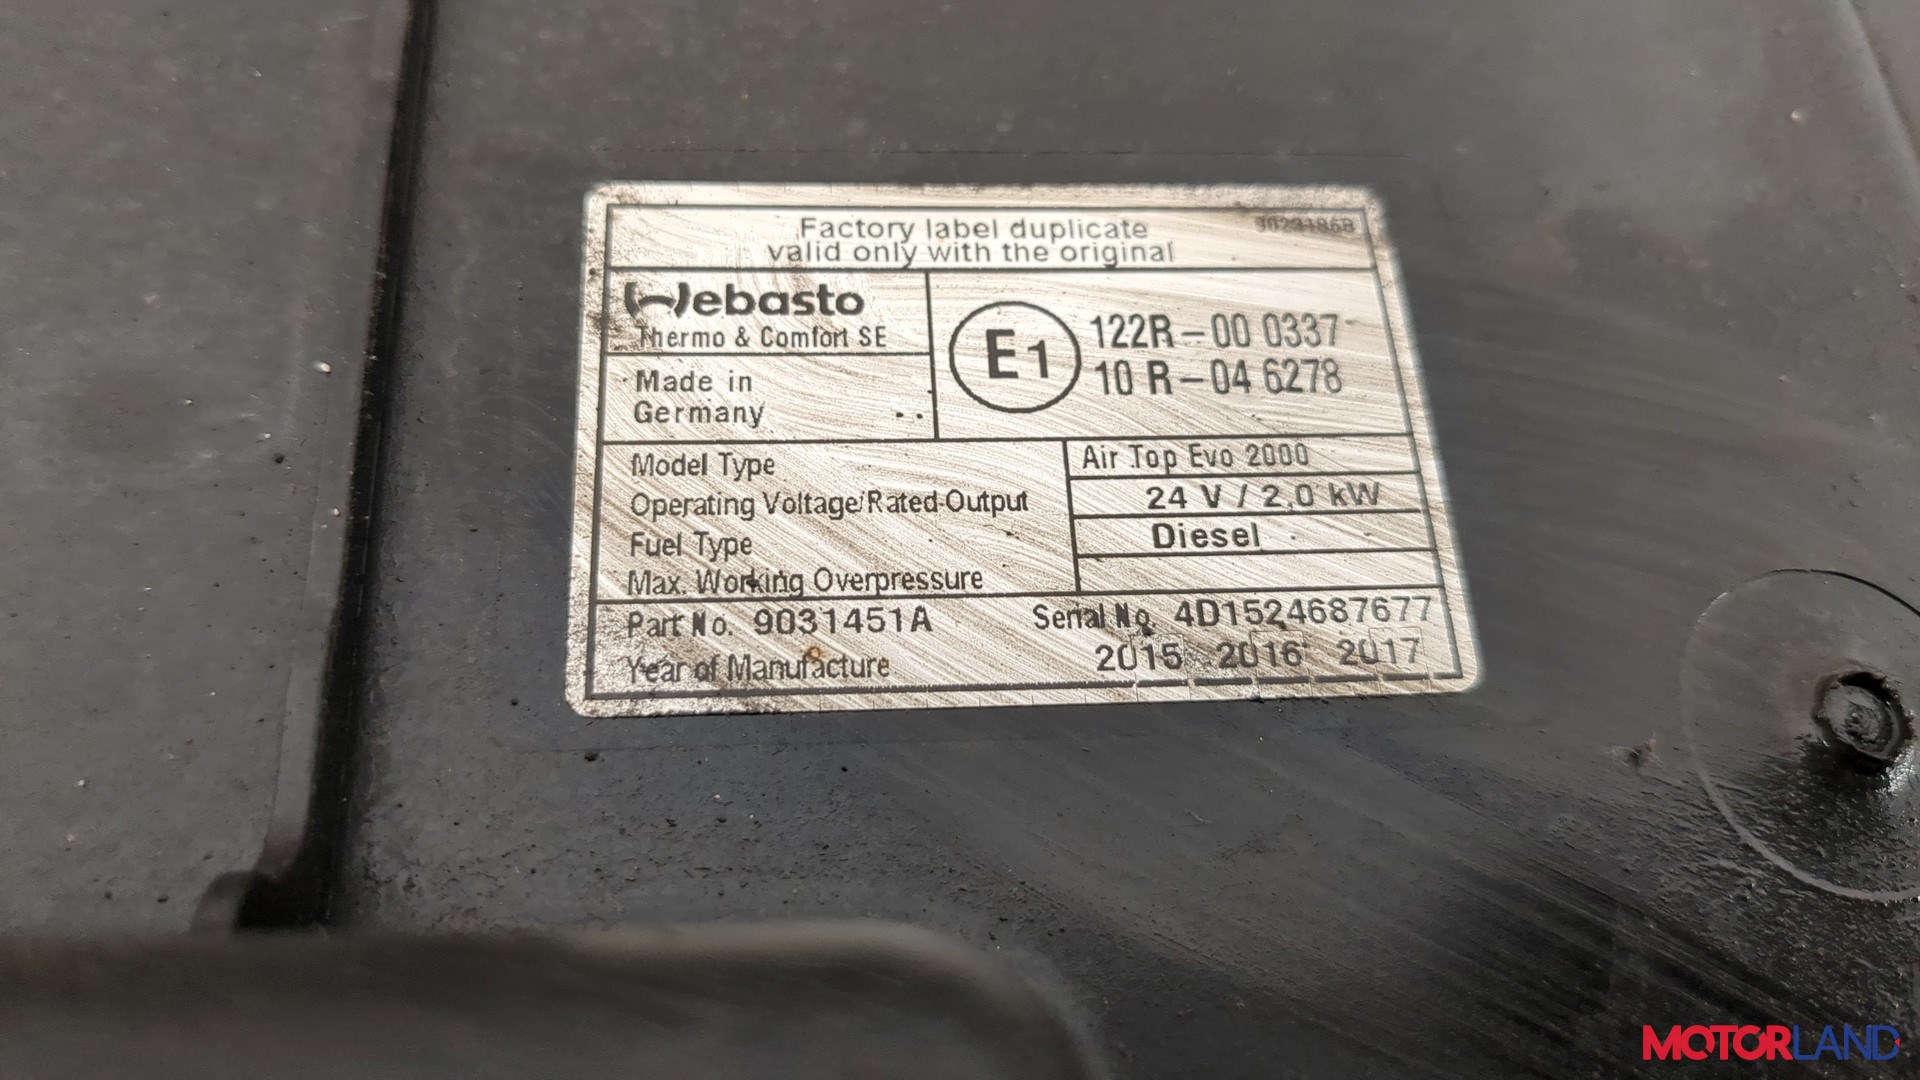 Factory label duplicate
valid only with the original
Webasto
Thermo & Comfort SE
Made in
Germany
E1
122R-00 0337
10 R-04 6278
Model Type Air Top Evo 2000
Operating Voltage/Rated Output 24 V / 2,0 kW
Fuel Type Diesel
Max. Working Overpressure
Part No. 9031451A Serial No. 4D1524687677
Year of Manufacture 2015 2016 2017
MOTORLAND